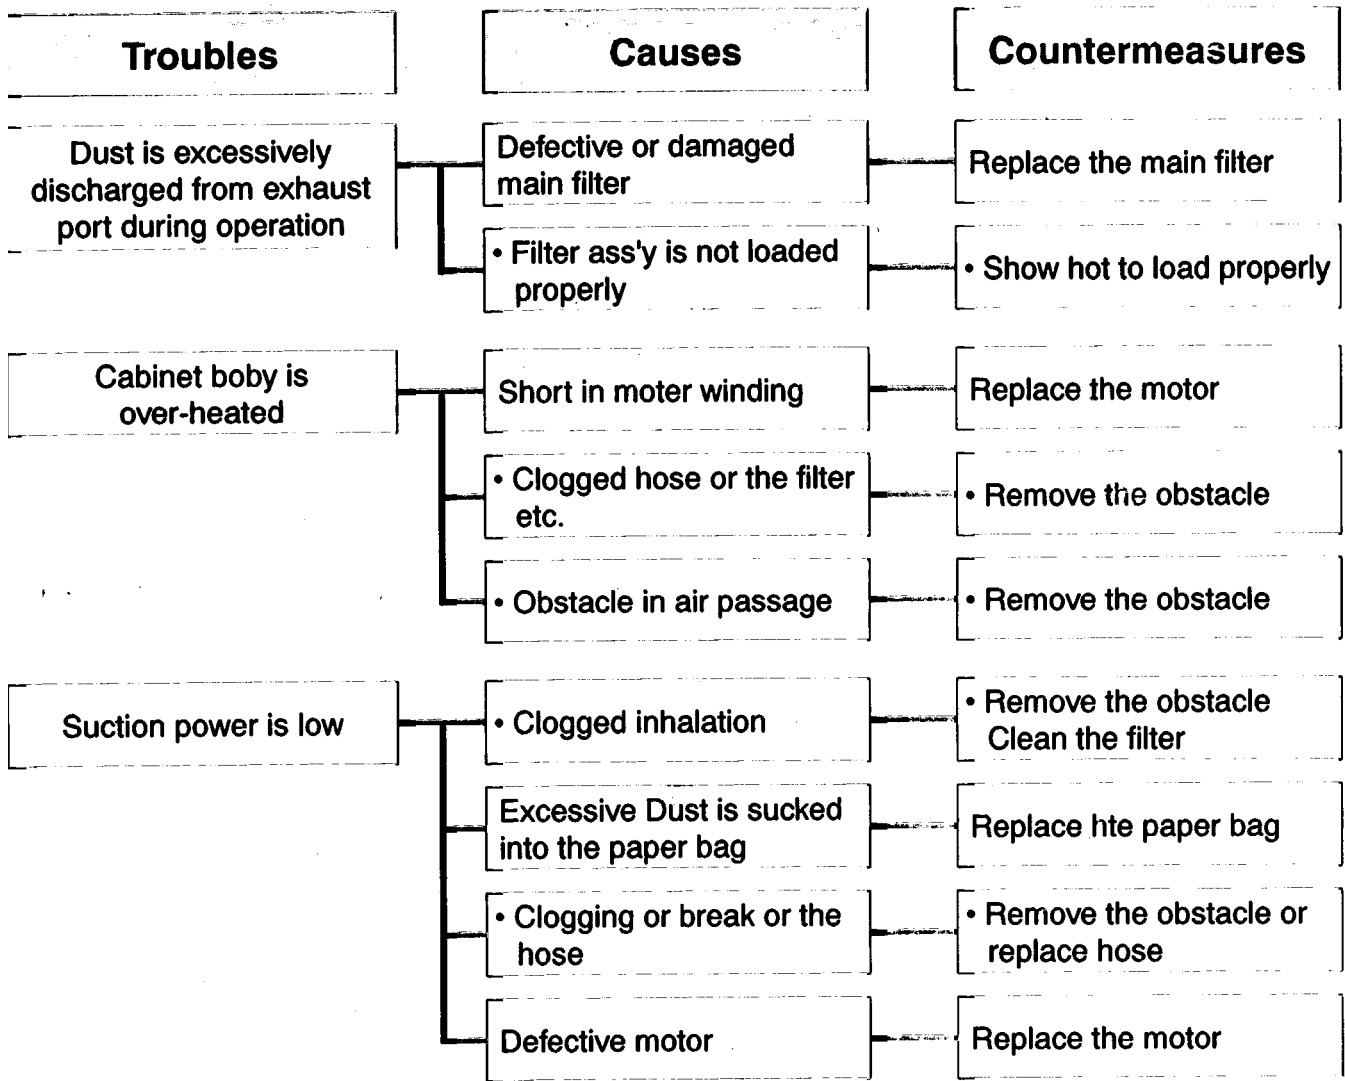 Troubles
Causes
Countermeasures
Dust is excessively
discharged from exhaust
port during operation
Defective or damaged
main filter
Replace the main filter
• Filter ass'y is not loaded
properly
• Show hot to load properly
Cabinet boby is
over-heated
Short in moter winding
Replace the motor
• Clogged hose or the filter
etc.
• Remove the obstacle
• Obstacle in air passage
• Remove the obstacle
Suction power is low
• Clogged inhalation
• Remove the obstacle
Clean the filter
Excessive Dust is sucked
into the paper bag
Replace hte paper bag
• Clogging or break or the
hose
• Remove the obstacle or
replace hose
Defective motor
Replace the motor